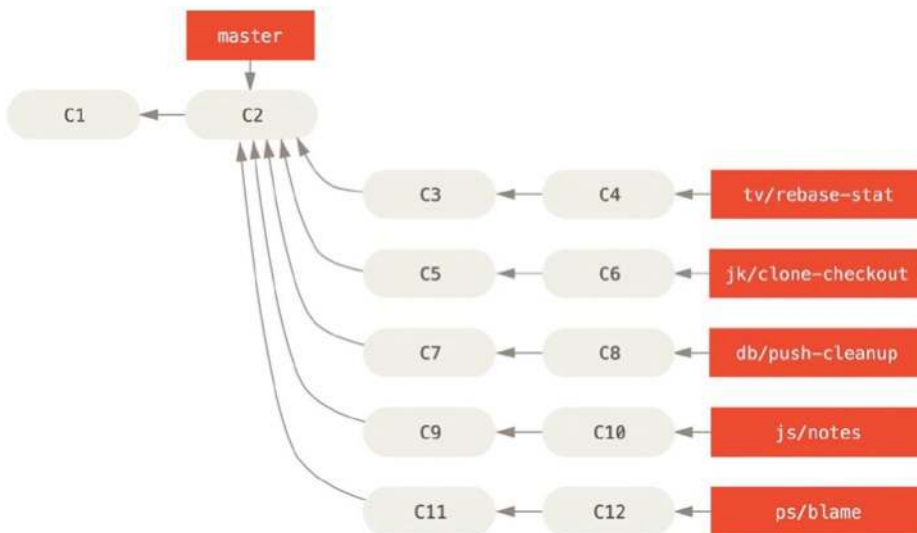 master
C1
C2
C3
C4
tv/rebase-stat
C5
C6
jk/clone-checkout
C7
C8
db/push-cleanup
C9
C10
js/notes
C11
C12
ps/blame